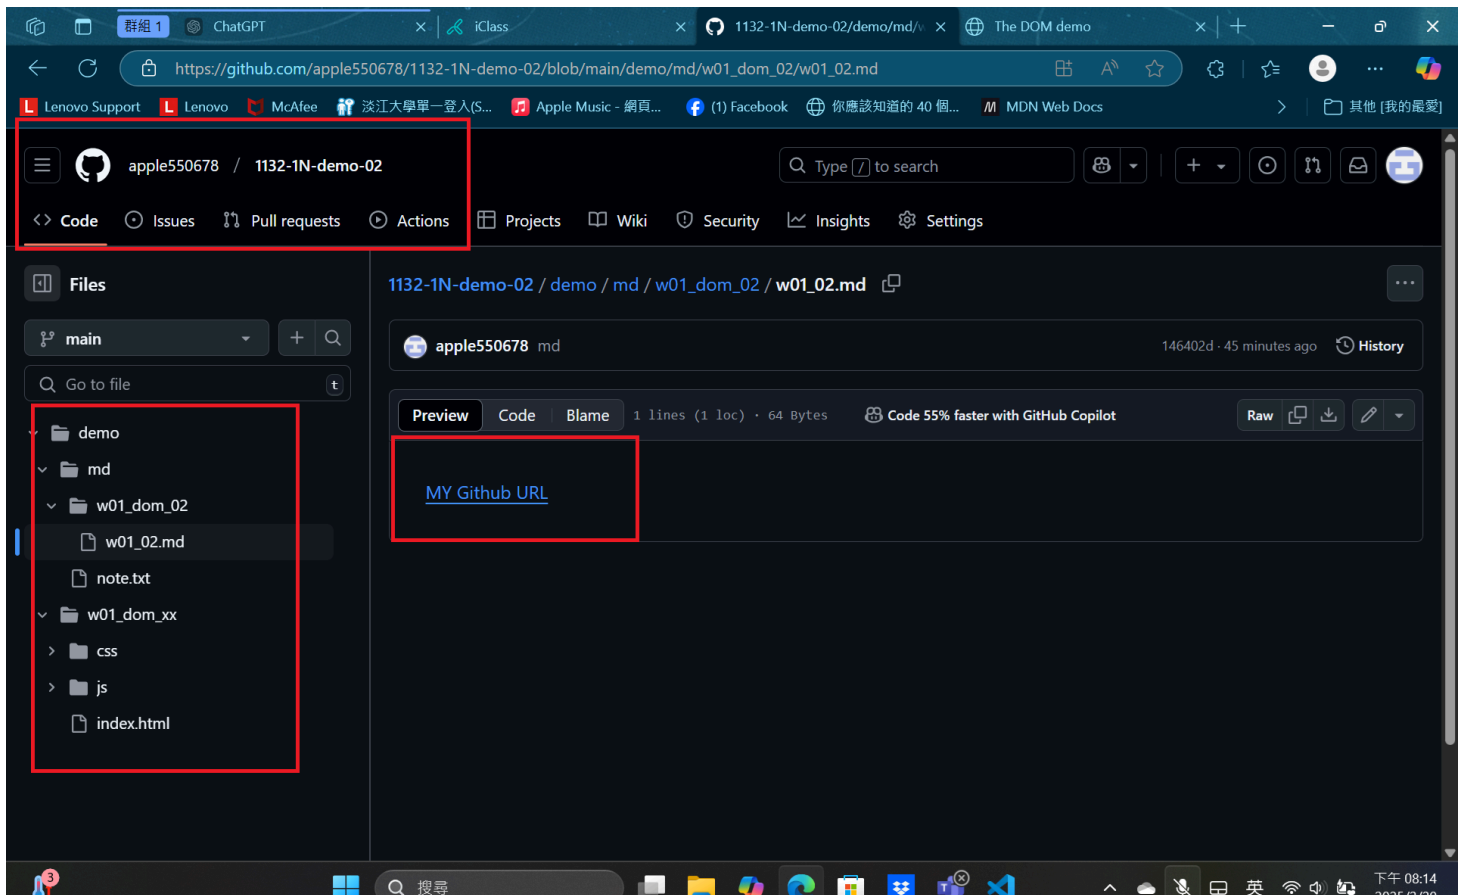 群組 1
ChatGPT
iClass
1132-1N-demo-02/demo/md/w
The DOM demo
https://github.com/apple550678/1132-1N-demo-02/blob/main/demo/md/w01_dom_02/w01_02.md
Lenovo Support
Lenovo
McAfee
淡江大學單一登入(S...
Apple Music - 網頁...
(1) Facebook
你應該知道的 40 個...
MDN Web Docs
其他 [我的最愛]
apple550678 / 1132-1N-demo-02
Type / to search
Code
Issues
Pull requests
Actions
Projects
Wiki
Security
Insights
Settings
Files
1132-1N-demo-02 / demo / md / w01_dom_02 / w01_02.md
main
apple550678 md
146402d · 45 minutes ago
History
Go to file
t
Preview
Code
Blame
1 lines (1 loc) · 64 Bytes
Code 55% faster with GitHub Copilot
Raw
demo
md
w01_dom_02
w01_02.md
note.txt
w01_dom_xx
css
js
index.html
MY Github URL
3
搜尋
英
下午 08:14